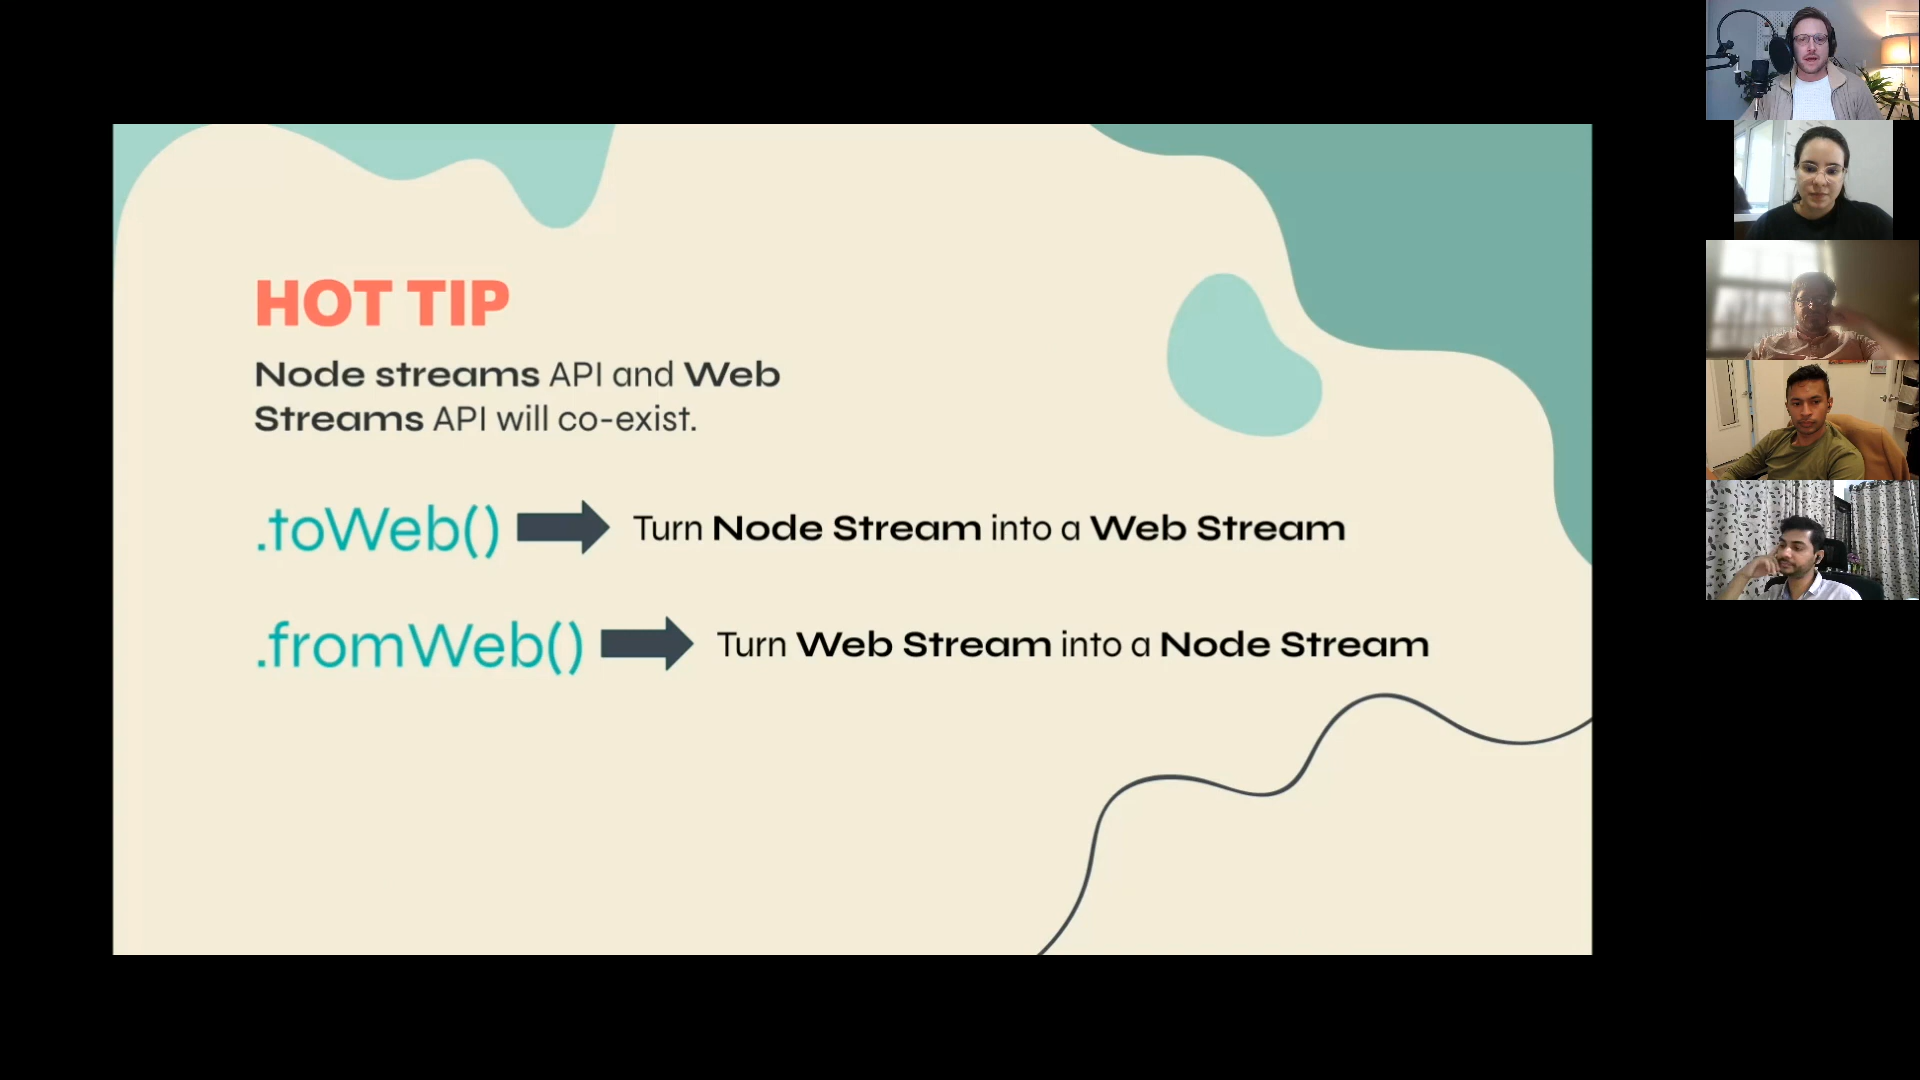 HOT TIP
Node streams API and Web
Streams API will co-exist.
.toWeb() Turn Node Stream into a Web Stream
.fromWeb() Turn Web Stream into a Node Stream